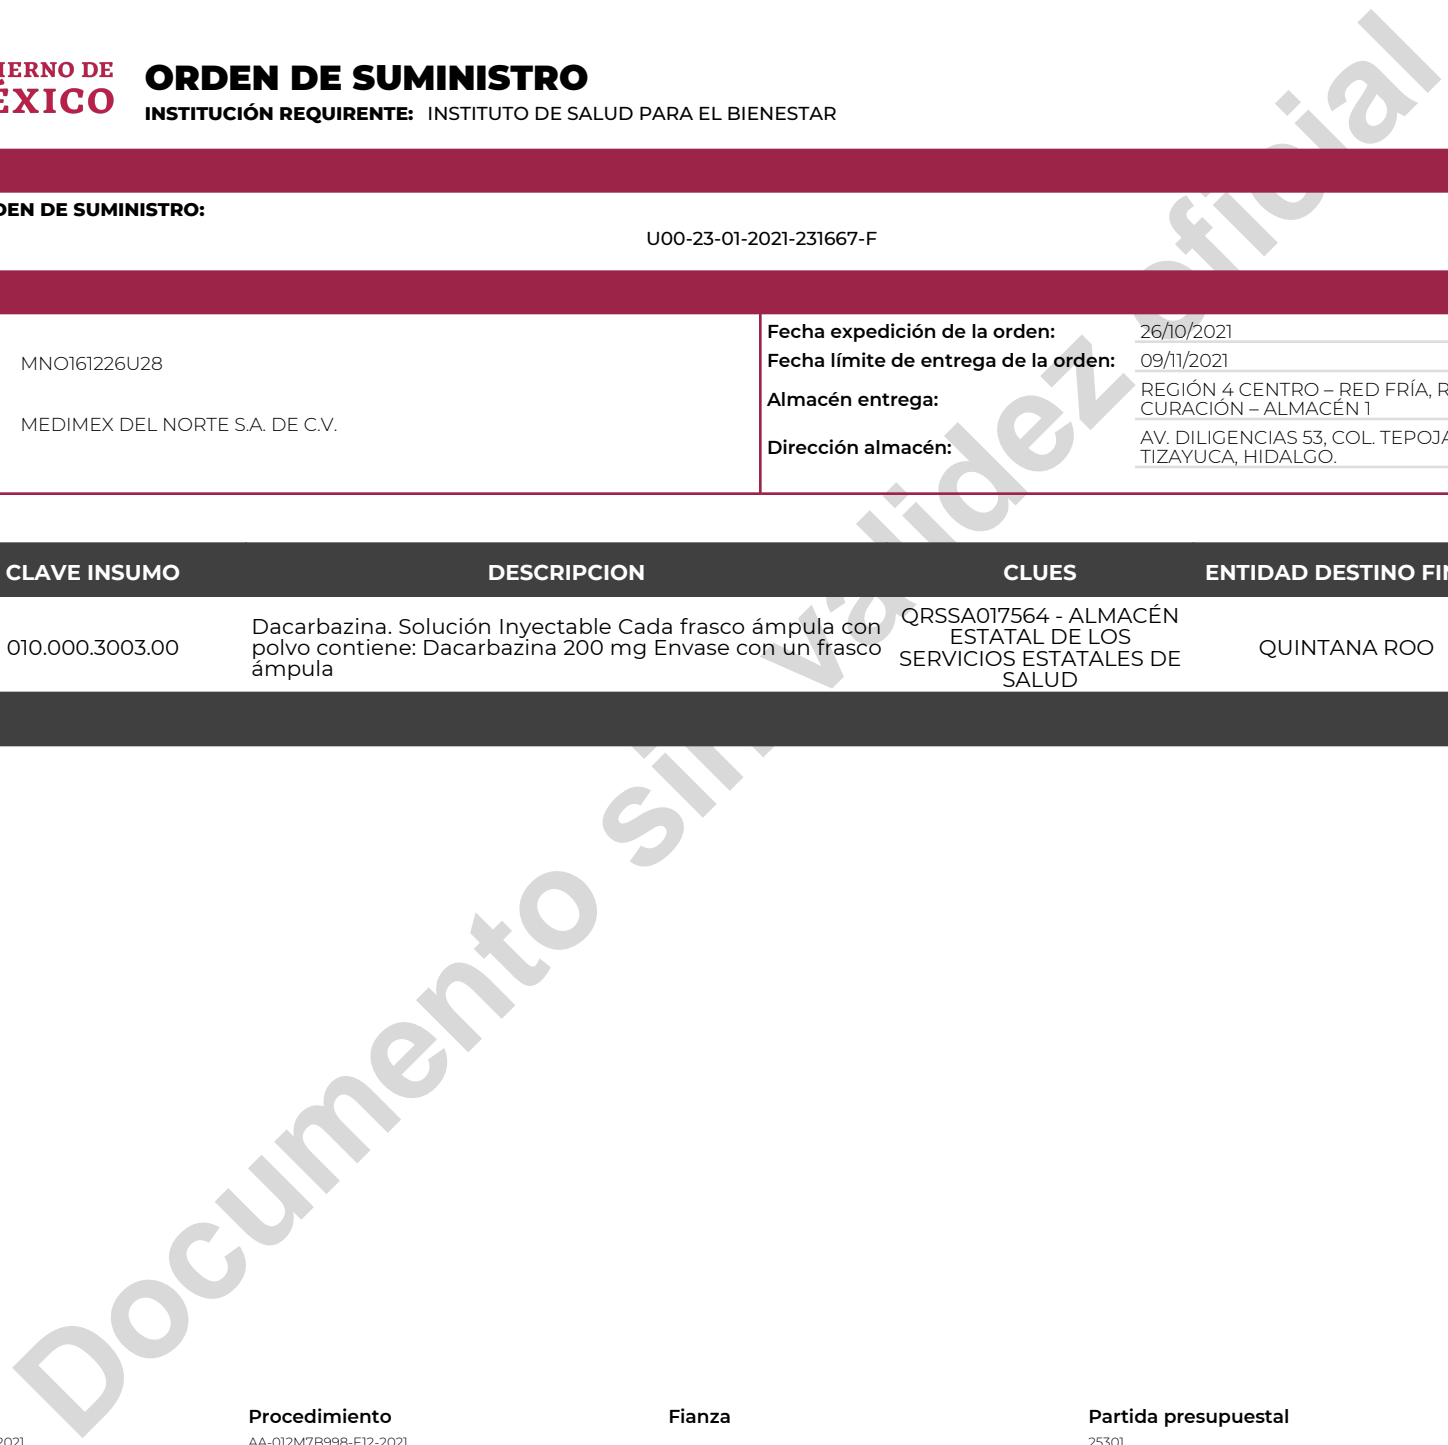 ORDEN DE SUMINISTRO
INSTITUCIÓN REQUIRENTE: INSTITUTO DE SALUD PARA EL BIENESTAR
DE
DE SUMINISTRO:
U00-23-01-2021-231667-F
MNO161226U28
MEDIMEX DEL NORTE S.A. DE C.V.
Fecha expedición de la orden: 26/10/2021
Fecha límite de entrega de la orden: 09/11/2021
Almacén entrega: REGIÓN 4 CENTRO – RED FRÍA,
CURACIÓN – ALMACÉN 1
Dirección almacén: AV. DILIGENCIAS 53, COL.
TIZAYUCA, HIDALGO.
CLAVE INSUMO DESCRIPCION CLUES ENTIDAD DESTINO
010.000.3003.00
Dacarbazina. Solución Inyectable Cada frasco ámpula con
polvo contiene: Dacarbazina 200 mg Envase con un frasco
ámpula
QRSSA017564 - ALMACÉN
ESTATAL DE LOS
SERVICIOS ESTATALES DE
SALUD
QUINTANA ROO
Documento sin validez oficial
Procedimiento Fianza Partida presupuestal
AA-012M7B998-E12-2021 25301